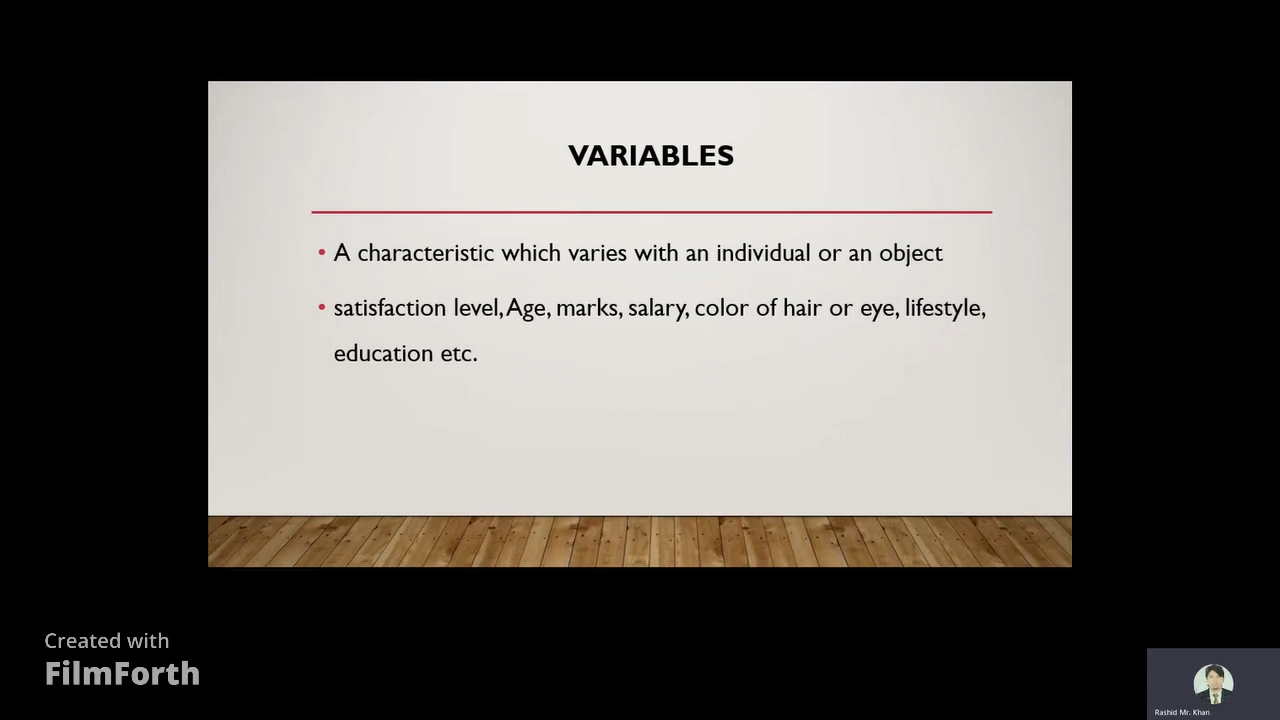 VARIABLES
• A characteristic which varies with an individual or an object
• satisfaction level, Age, marks, salary, color of hair or eye, lifestyle,
education etc.
Created with
FilmForth
Rashid Mr. Khan